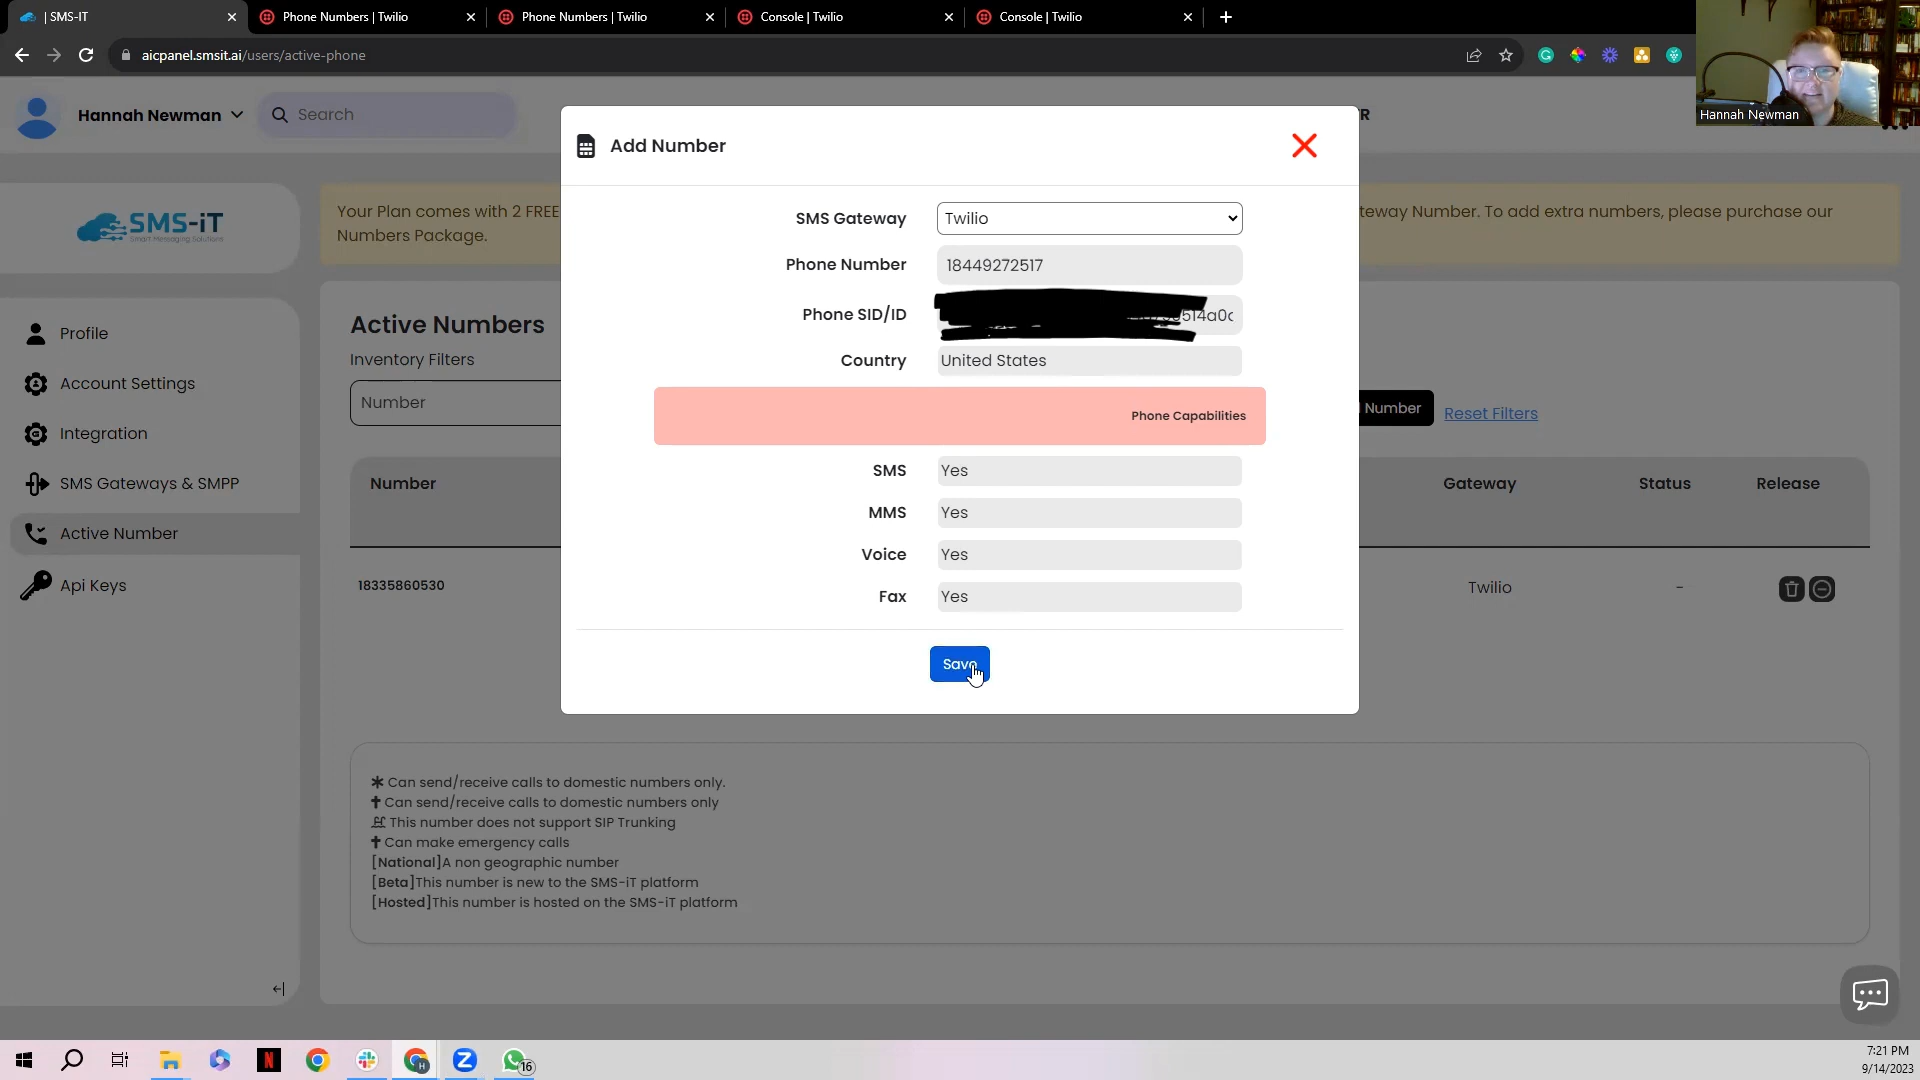 | SMS-IT
Phone Numbers | Twilio
Phone Numbers | Twilio
Console | Twilio
Console | Twilio
aicpanel.smsit.ai/users/active-phone
Hannah Newman
Search
R
Hannah Newman
Add Number
SMS-iT
Smart Messaging Solutions
Your Plan comes with 2 FREE
teway Number. To add extra numbers, please purchase our
Numbers Package.
SMS Gateway
Twilio
Phone Number
18449272517
Phone SID/ID
514a0c
Country
United States
Phone Capabilities
SMS
Yes
MMS
Yes
Voice
Yes
Fax
Yes
Save
Profile
Account Settings
Integration
SMS Gateways & SMPP
Active Number
Api Keys
Active Numbers
Inventory Filters
Number
Number
Reset Filters
Number
Gateway
Status
Release
18335860530
Twilio
-
Can send/receive calls to domestic numbers only.
Can send/receive calls to domestic numbers only
This number does not support SIP Trunking
Can make emergency calls
[National]A non geographic number
[Beta]This number is new to the SMS-iT platform
[Hosted]This number is hosted on the SMS-iT platform
16
7:21 PM
9/14/2023